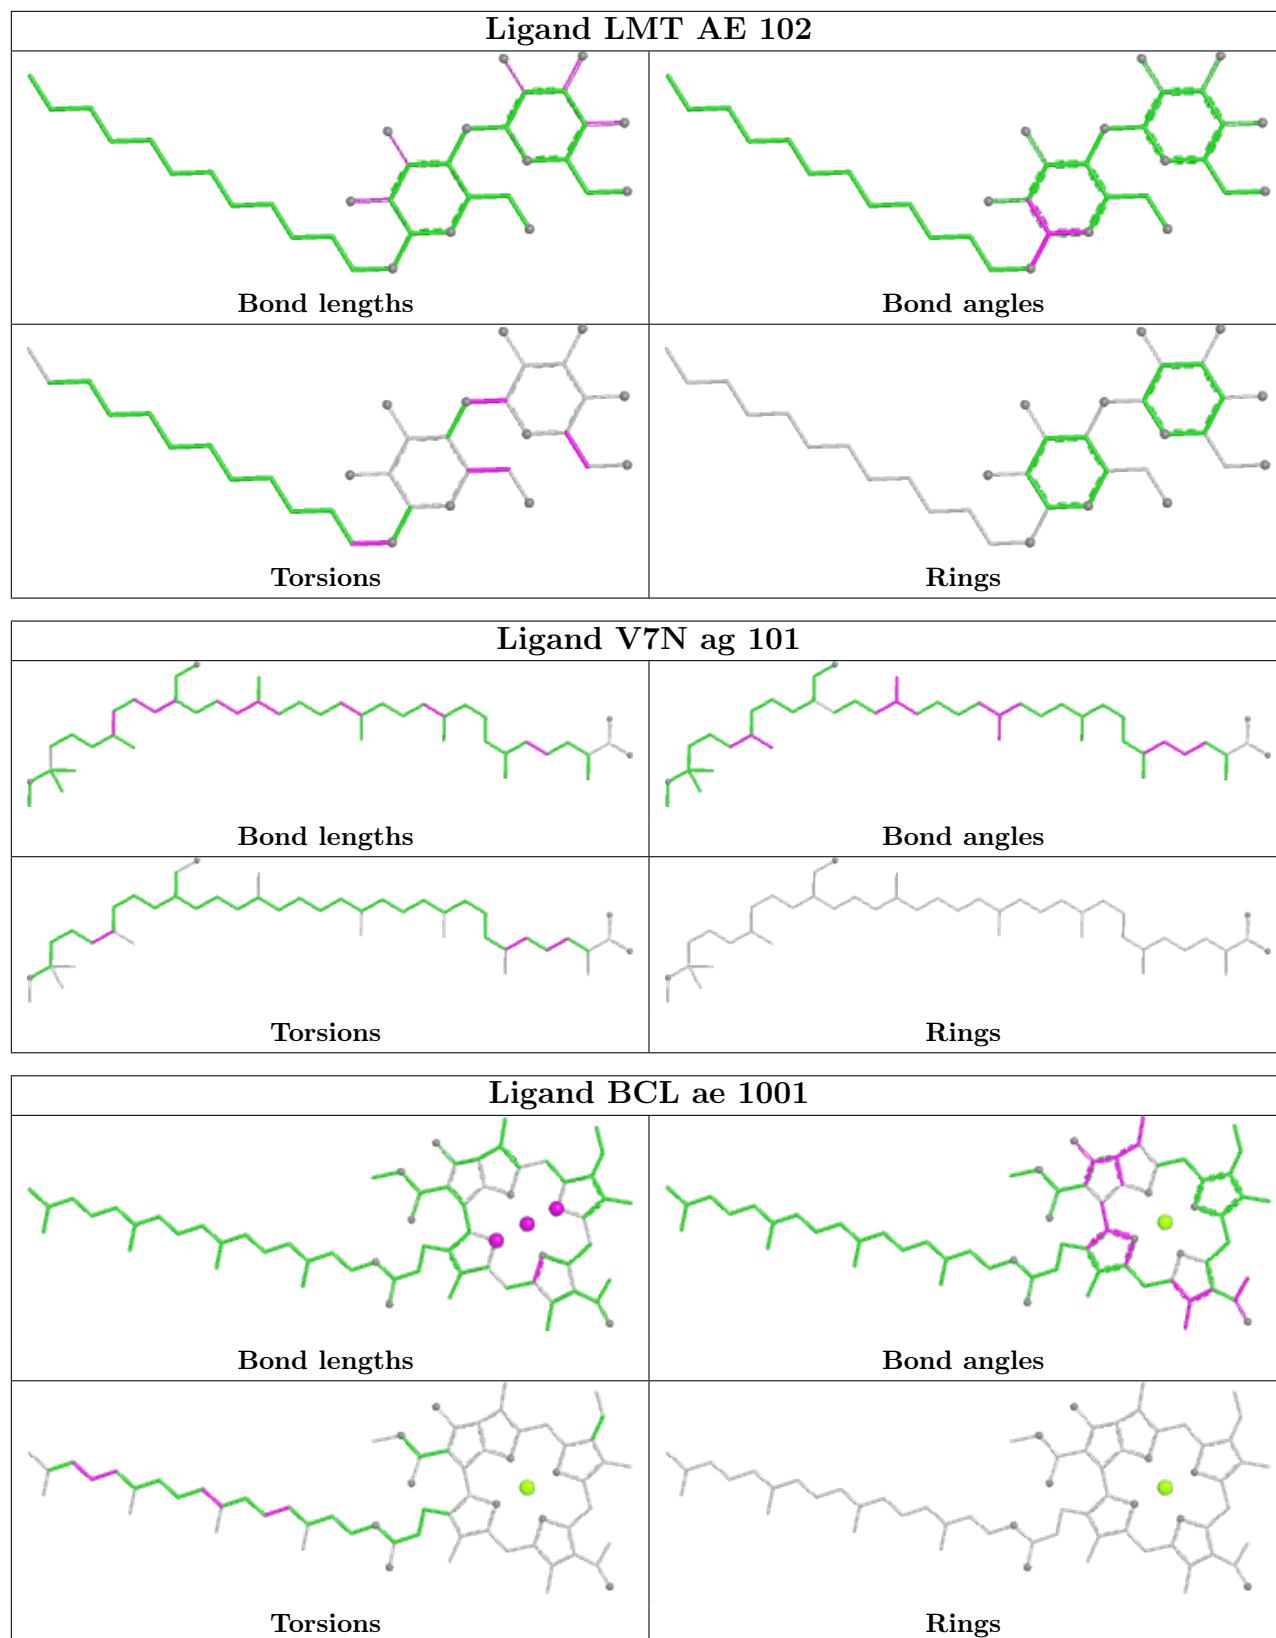 Ligand LMT AE 102
Bond lengths
Bond angles
Torsions
Rings
Ligand V7N ag 101
Bond lengths
Bond angles
Torsions
Rings
Ligand BCL ae 1001
Bond lengths
Bond angles
Torsions
Rings